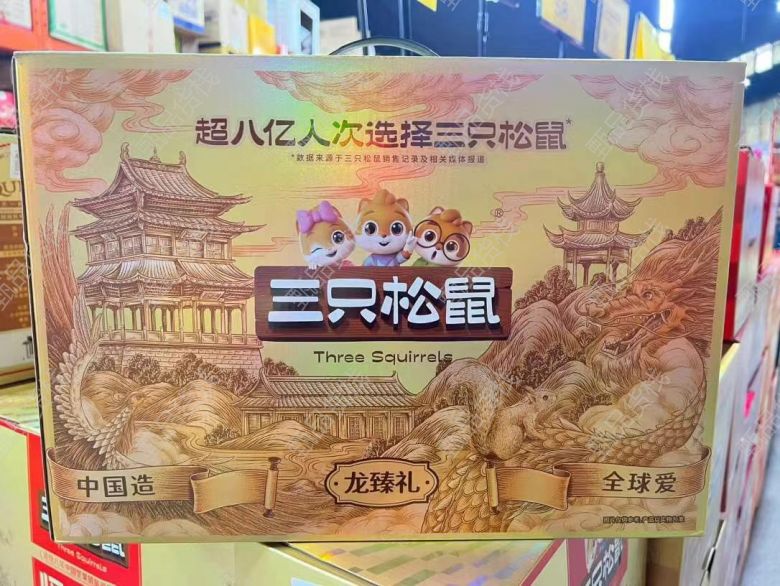 超八亿人次选择三只松鼠*
*数据来源于三只松鼠销售记录及相关媒体报道
®
三只松鼠
Three Squirrels
中国造
龙臻礼
全球爱
Three Squirrels